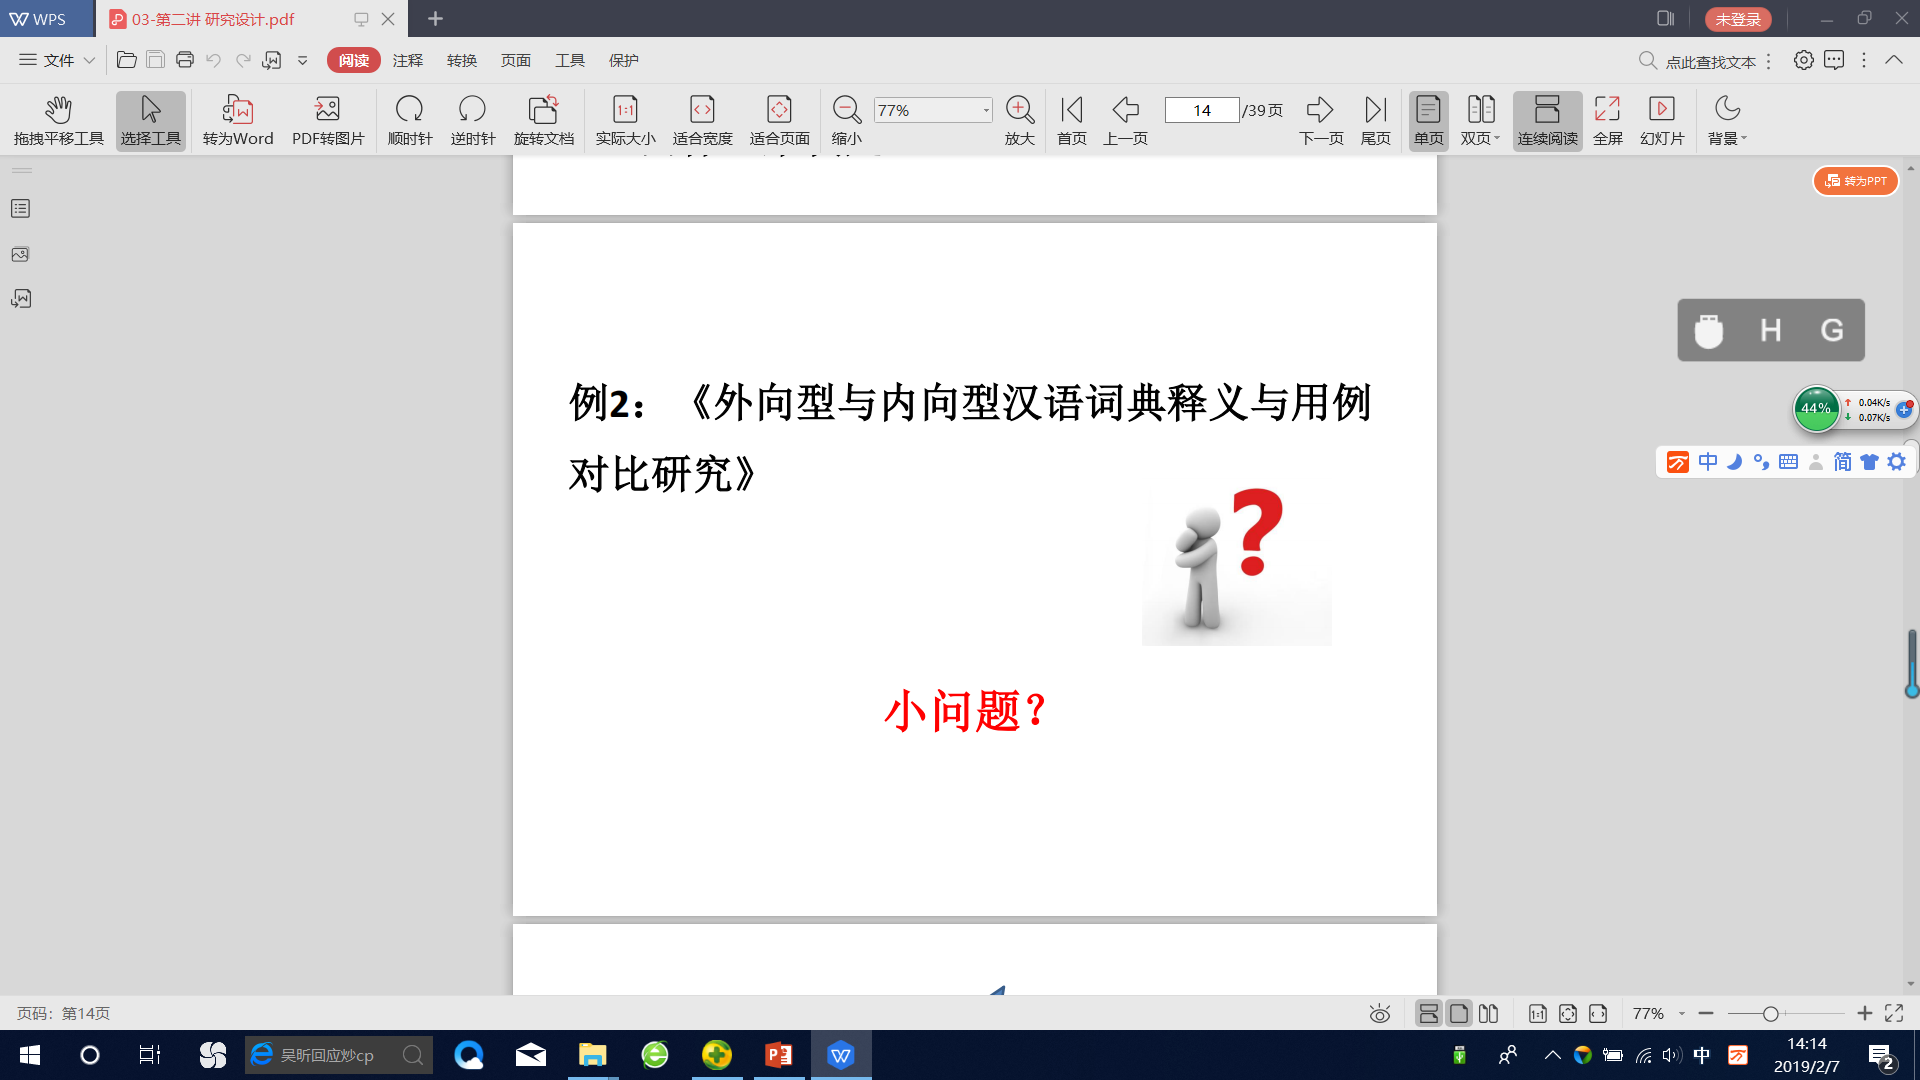 WPS
03-第二讲 研究设计.pdf
未登录
文件
阅读
注释
转换
页面
工具
保护
点此查找文本
拖拽平移工具
选择工具
转为Word
PDF转图片
顺时针
逆时针
旋转文档
1:1
实际大小
适合宽度
适合页面
缩小
77%
放大
首页
上一页
14
/39页
下一页
尾页
单页
双页
连续阅读
全屏
幻灯片
背景
转为PPT
H G
例2：《外向型与内向型汉语词典释义与用例
对比研究》
?
小问题？
44%
0.04K/s
0.07K/s
中
简
页码：第14页
1:1
77%
吴昕回应炒cp
中
14:14
2019/2/7
2